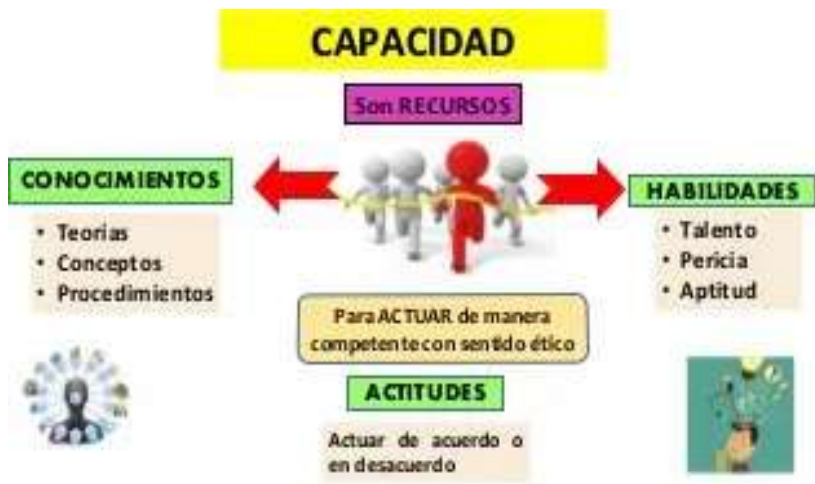 CAPACIDAD
Son RECURSOS
CONOCIMIENTOS
• Teorías
• Conceptos
• Procedimientos
HABILIDADES
• Talento
• Pericia
• Aptitud
Para ACTUAR de manera
competente con sentido ético
ACTITUDES
Actuar de acuerdo o
en desacuerdo